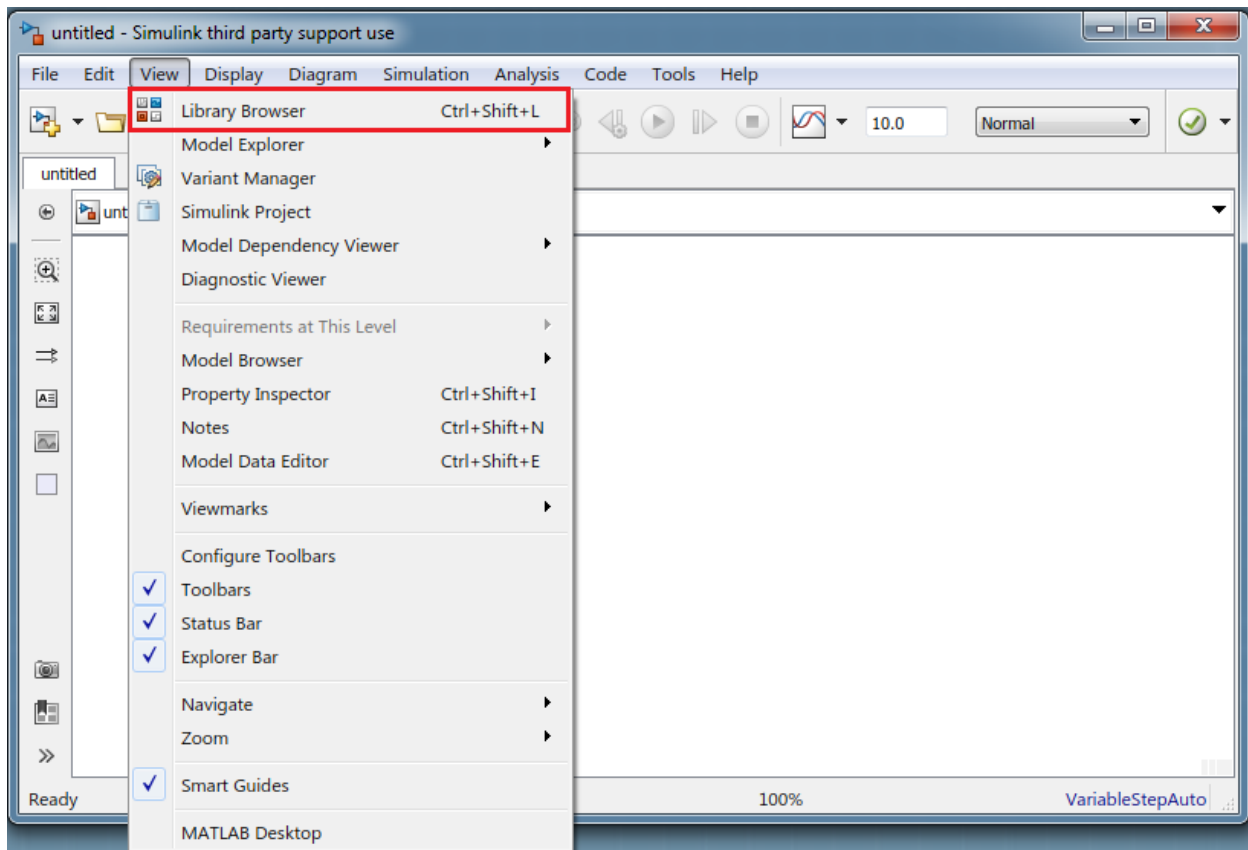 untitled - Simulink third party support use
File Edit View Display Diagram Simulation Analysis Code Tools Help
Library Browser Ctrl+Shift+L
10.0 Normal
Model Explorer
untitled
Variant Manager
unt
Simulink Project
Model Dependency Viewer
Diagnostic Viewer
Requirements at This Level
Model Browser
Property Inspector Ctrl+Shift+I
Notes Ctrl+Shift+N
Model Data Editor Ctrl+Shift+E
Viewmarks
Configure Toolbars
Toolbars
Status Bar
Explorer Bar
Navigate
Zoom
Smart Guides
Ready 100% VariableStepAuto
MATLAB Desktop